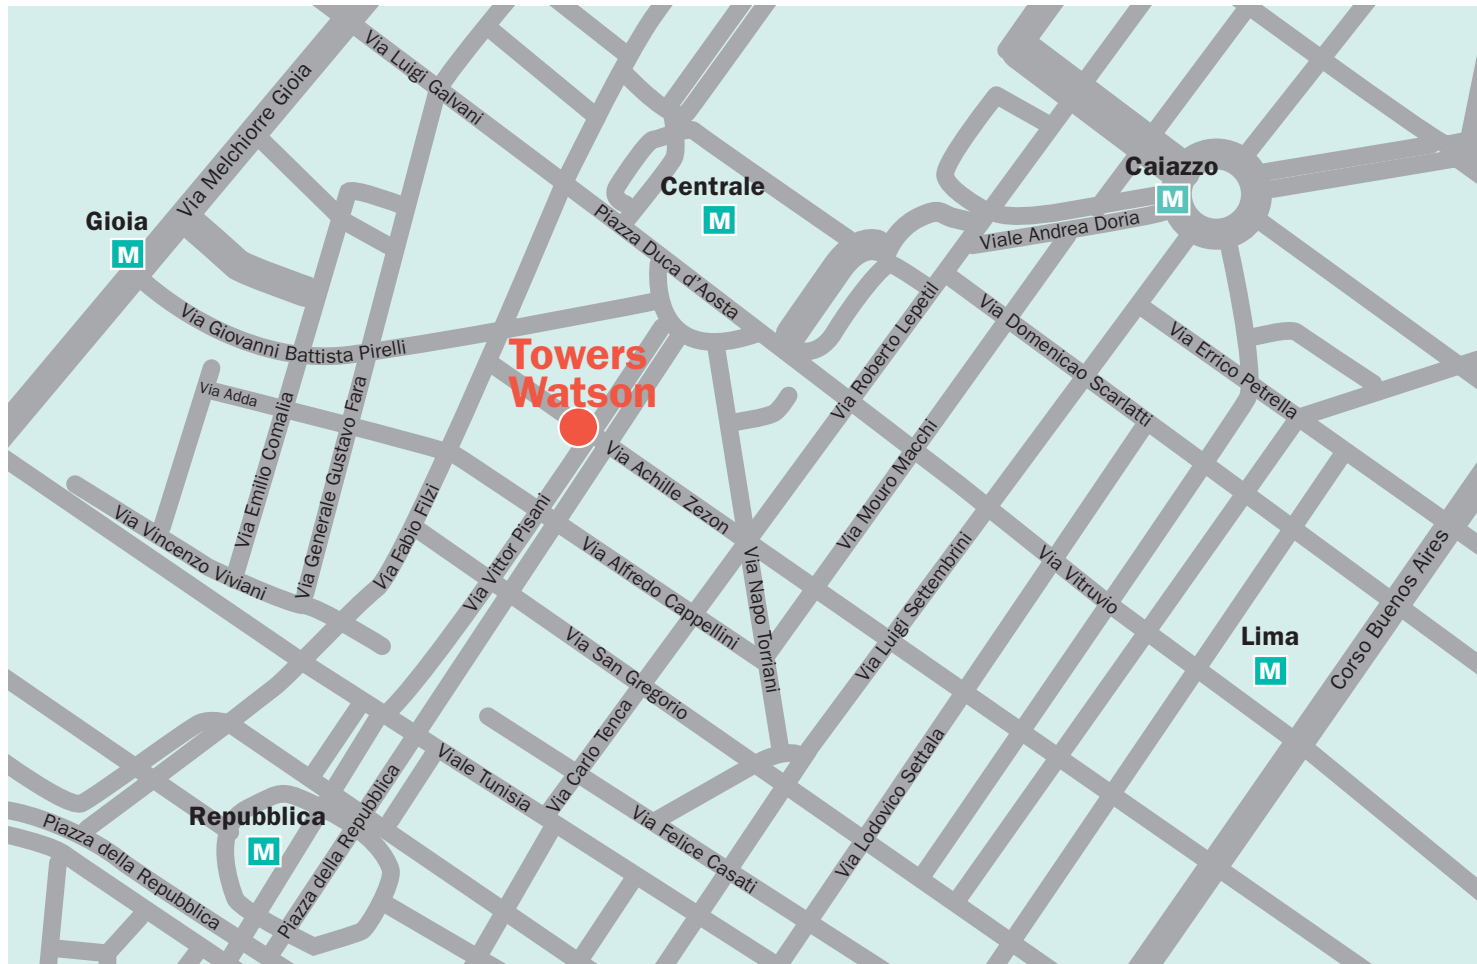 Via Luigi Galvani
Via Melchiorre Gioia
Caiazzo
M
Centrale
M
Gioia
M
Piazza Duca d'Aosta
Viale Andrea Doria
Via Giovanni Battista Pirelli
Via Roberto Lepetil
Via Domenicao Scarlatti
Via Errico Petrella
Towers
Watson
Via Adda
Via Emilio Comalia
Via Generale Gustavo Fara
Via Mouro Macchi
Via Achille Zezon
Via Fabio Filzi
Via Vittor Pisani
Via Vincenzo Viviani
Via Alfredo Cappellini
Via Napo Torriani
Via Luigi Settembrini
Via Vitruvio
Corso Buenos Aires
Lima
M
Via San Gregorio
Via Carlo Tenca
Viale Tunisia
Via Lodovico Settala
Via Felice Casati
Repubblica
M
Piazza della Repubblica
Piazza della Repubblica